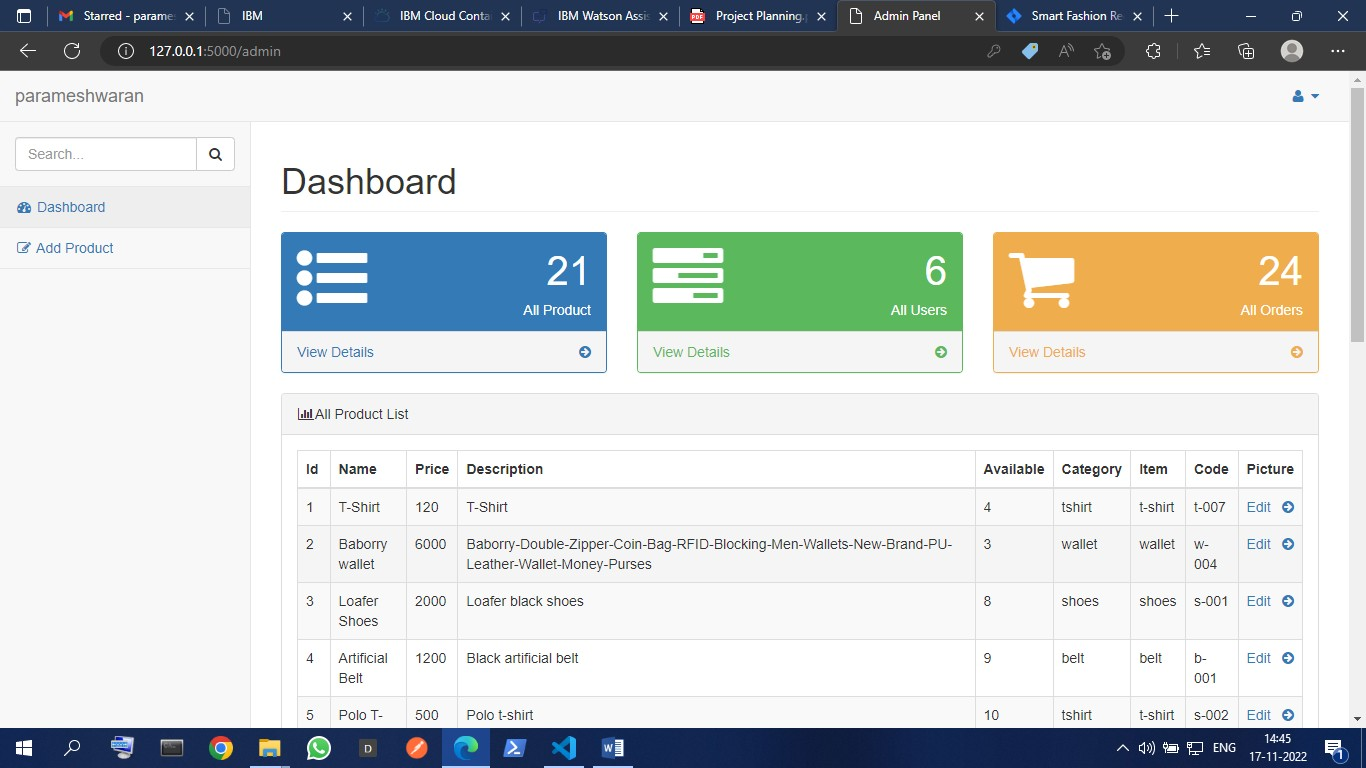 Starred - parame
IBM
IBM Cloud Conta
IBM Watson Assis
Project Planning.p
Admin Panel
Smart Fashion Re
127.0.0.1:5000/admin
parameshwaran
Search...
Dashboard
Add Product
Dashboard
21
All Product
View Details
6
All Users
View Details
24
All Orders
View Details
All Product List
Id Name Price Description Available Category Item Code Picture
1 T-Shirt 120 T-Shirt 4 tshirt t-shirt t-007 Edit
2 Baborry 6000 Baborry-Double-Zipper-Coin-Bag-RFID-Blocking-Men-Wallets-New-Brand-PU- 3 wallet wallet w- Edit
wallet Leather-Wallet-Money-Purses 004
3 Loafer 2000 Loafer black shoes 8 shoes shoes s-001 Edit
Shoes
4 Artificial 1200 Black artificial belt 9 belt belt b- Edit
Belt 001
5 Polo T- 500 Polo t-shirt 10 tshirt t-shirt s-002 Edit
ENG
14:45
17-11-2022